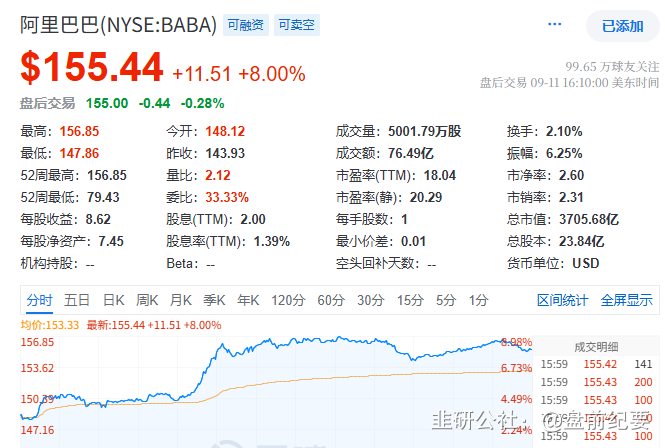 阿里巴巴(NYSE:BABA) 可融资 可卖空 ... 已添加
$155.44 +11.51 +8.00%
99.65 万球友关注
盘后交易 09-11 16:10:00 美东时间
盘后交易 155.00 -0.44 -0.28%
最高: 156.85 今开: 148.12 成交量: 5001.79万股 换手: 2.10%
最低: 147.86 昨收: 143.93 成交额: 76.49亿 振幅: 6.25%
52周最高: 156.85 量比: 2.12 市盈率(TTM): 18.04 市净率: 2.60
52周最低: 79.43 委比: 33.33% 市盈率(静): 20.29 市销率: 2.31
每股收益: 8.62 股息(TTM): 2.00 每手股数: 1 总市值: 3705.68亿
每股净资产: 7.45 股息率(TTM): 1.39% 最小价差: 0.01 总股本: 23.84亿
机构持股: -- Beta: -- 空头回补天数: -- 货币单位: USD
分时 五日 日K 周K 月K 季K 年K 120分 60分 30分 15分 5分 1分 区间统计 全屏显示
均价:153.33 最新:155.44 +11.51 +8.00%
156.85 8.98% 成交明细
15:59 155.42 141
153.62 6.73%
15:59 155.43 200
150.39 4.49%
15:59 155.43 100
15:59 155.44
147.16 2.24%
15:59 155.43 100
韭研公社：@盘前纪要